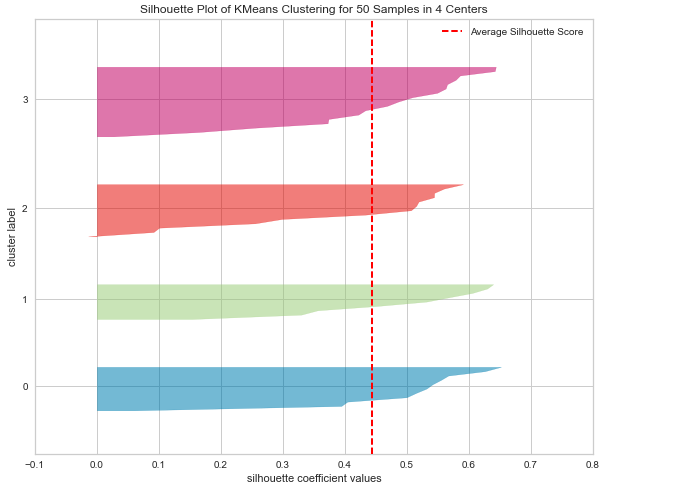 Silhouette Plot of KMeans Clustering for 50 Samples in 4 Centers
Average Silhouette Score
3
2
1
0
cluster label
−0.1 0.0 0.1 0.2 0.3 0.4 0.5 0.6 0.7 0.8
silhouette coefficient values